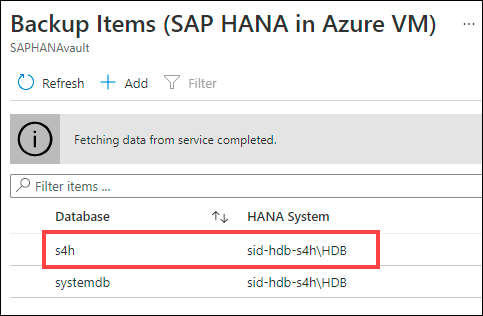 Backup Items (SAP HANA in Azure VM)
SAPHANAvault
Refresh Add Filter
Fetching data from service completed.
Filter items ...
Database HANA System
s4h sid-hdb-s4h\HDB
systemdb sid-hdb-s4h\HDB